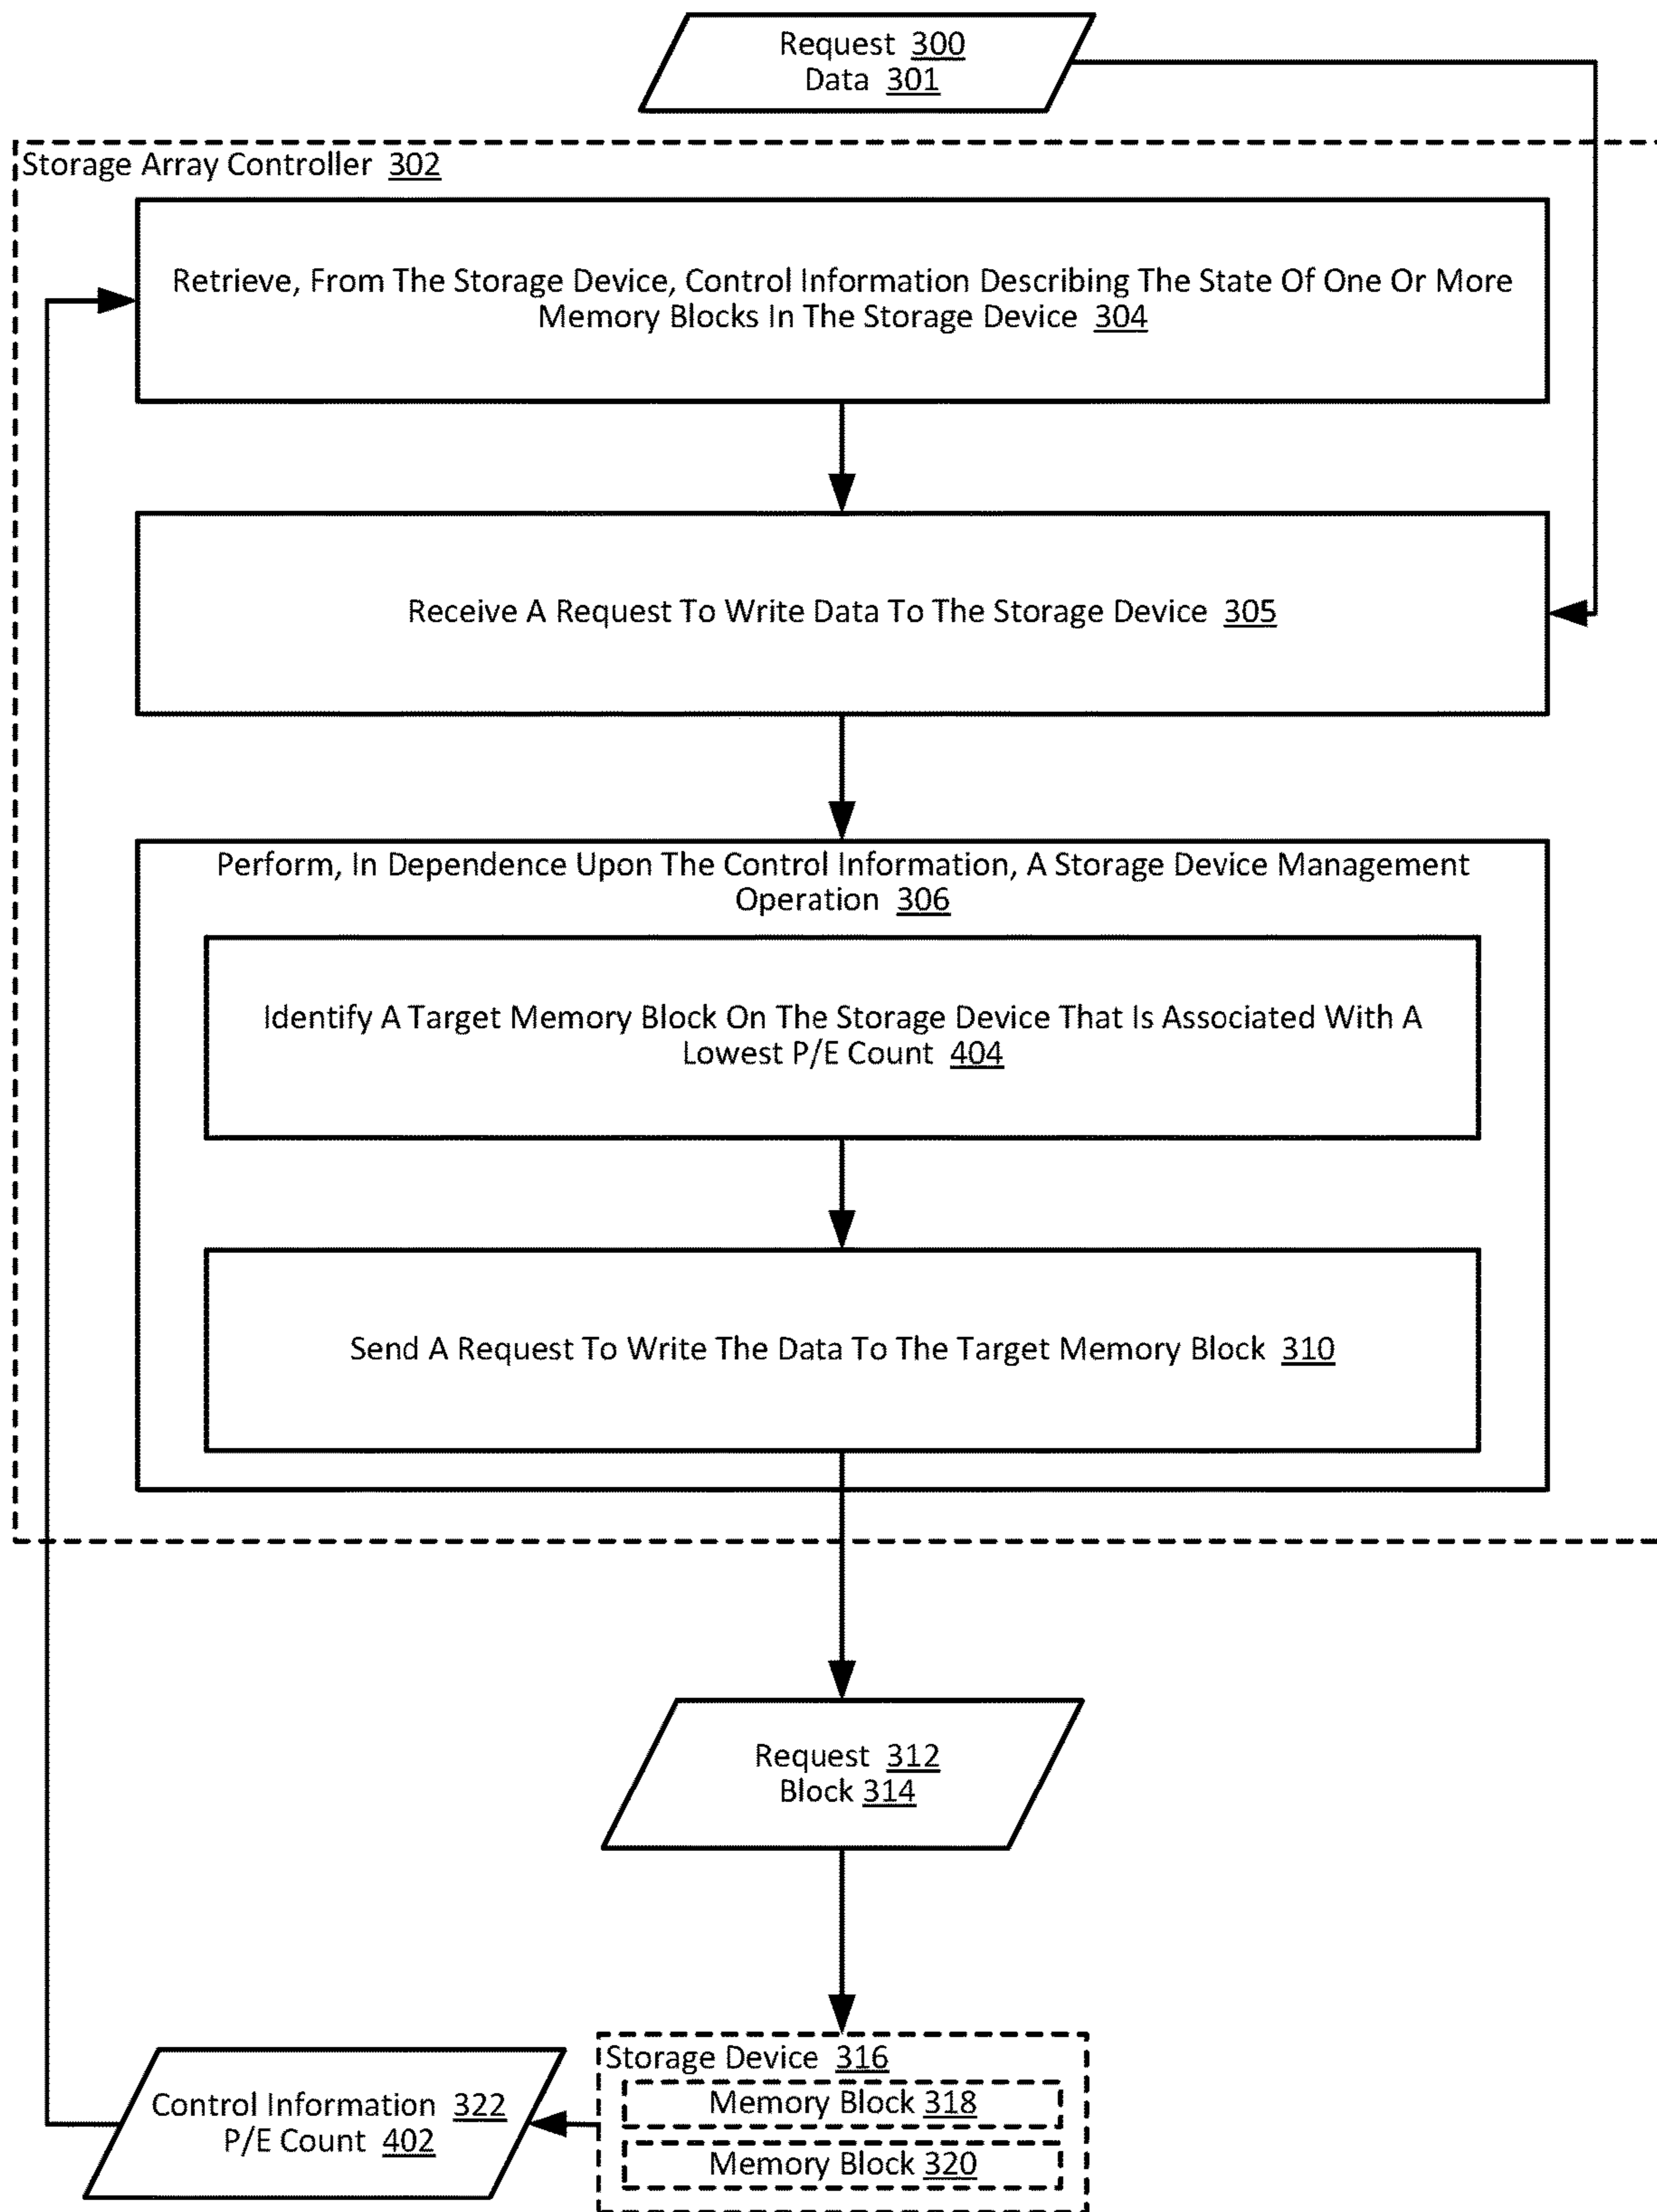 Request 300
Data 301
Storage Array Controller 302
Retrieve, From The Storage Device, Control Information Describing The State Of One Or More
Memory Blocks In The Storage Device 304
Receive A Request To Write Data To The Storage Device 305
Perform, In Dependence Upon The Control Information, A Storage Device Management
Operation 306
Identify A Target Memory Block On The Storage Device That Is Associated With A
Lowest P/E Count 404
Send A Request To Write The Data To The Target Memory Block 310
Request 312
Block 314
Storage Device 316
Memory Block 318
Memory Block 320
Control Information 322
P/E Count 402